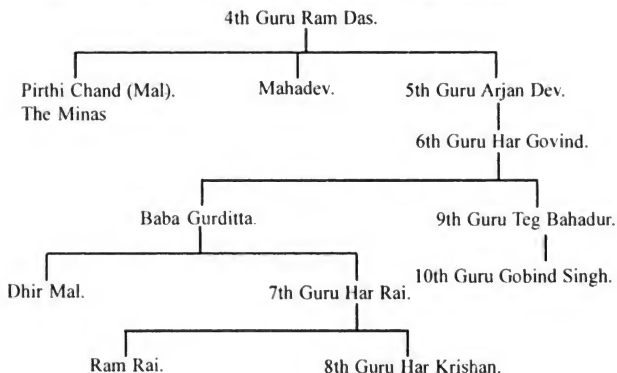 4th Guru Ram Das.
Pirthi Chand (Mal).
The Minas
Mahadev.
5th Guru Arjan Dev.
6th Guru Har Govind.
Baba Gurditta.
9th Guru Teg Bahadur.
Dhir Mal.
7th Guru Har Rai.
10th Guru Gobind Singh.
Ram Rai.
8th Guru Har Krishan.